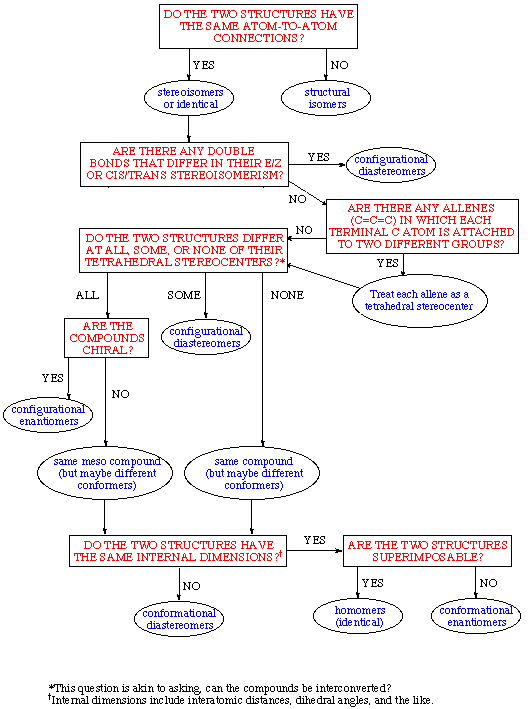 DO THE TWO STRUCTURES HAVE
THE SAME ATOM-TO-ATOM
CONNECTIONS?
YES
NO
stereoisomers
or identical
structural
isomers
ARE THERE ANY DOUBLE
BONDS THAT DIFFER IN THEIR E/Z
OR CIS/TRANS STEREOISOMERISM?
YES
configurational
diastereomers
NO
ARE THERE ANY ALLENES
(C=C=C) IN WHICH EACH
TERMINAL C ATOM IS ATTACHED
TO TWO DIFFERENT GROUPS?
NO
DO THE TWO STRUCTURES DIFFER
AT ALL, SOME, OR NONE OF THEIR
TETRAHEDRAL STEREOCENTERS?*
YES
Treat each allene as a
tetrahedral stereocenter
ALL
SOME
NONE
ARE THE
COMPOUNDS
CHIRAL?
configurational
diastereomers
YES
NO
configurational
enantiomers
same meso compound
(but maybe different
conformers)
same compound
(but maybe different
conformers)
DO THE TWO STRUCTURES HAVE
THE SAME INTERNAL DIMENSIONS?†
YES
ARE THE TWO STRUCTURES
SUPERIMPOSABLE?
NO
YES
NO
conformational
diastereomers
homomers
(identical)
conformational
enantiomers
*This question is akin to asking, can the compounds be interconverted?
†Internal dimensions include interatomic distances, dihedral angles, and the like.